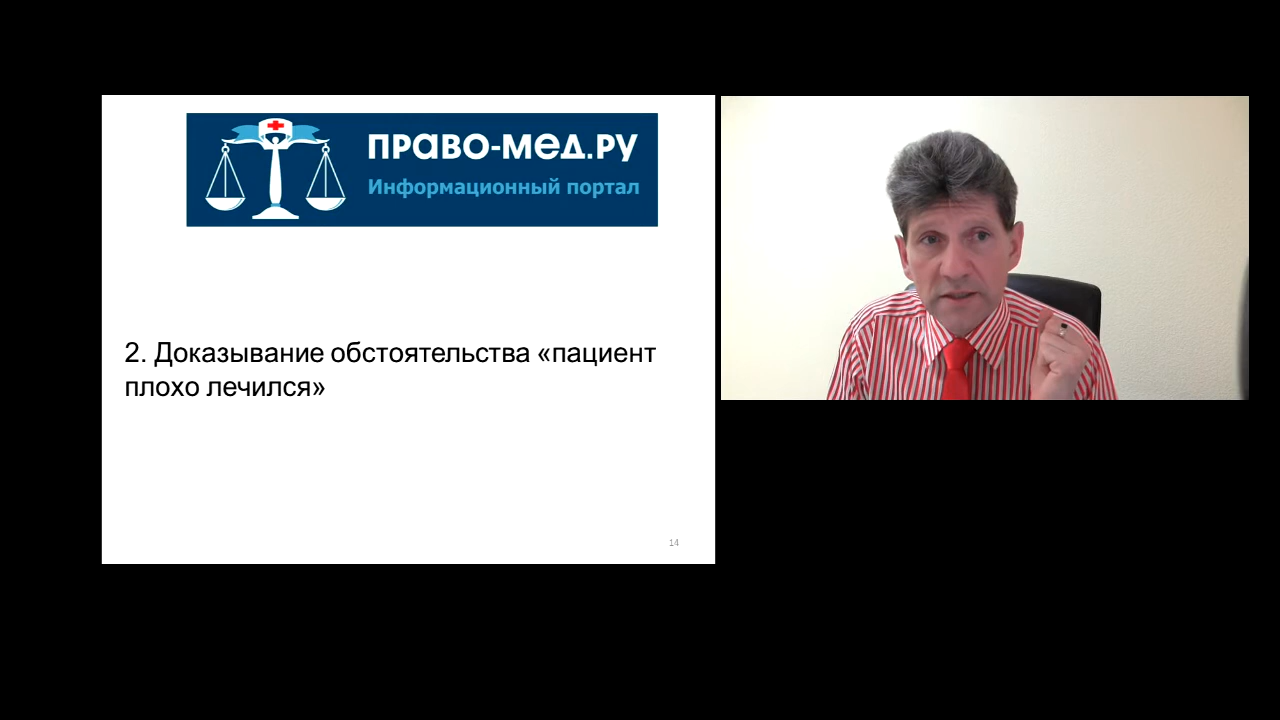 ПРАВО-МЕД.РУ
Информационный портал
2. Доказывание обстоятельства «пациент
плохо лечился»
14